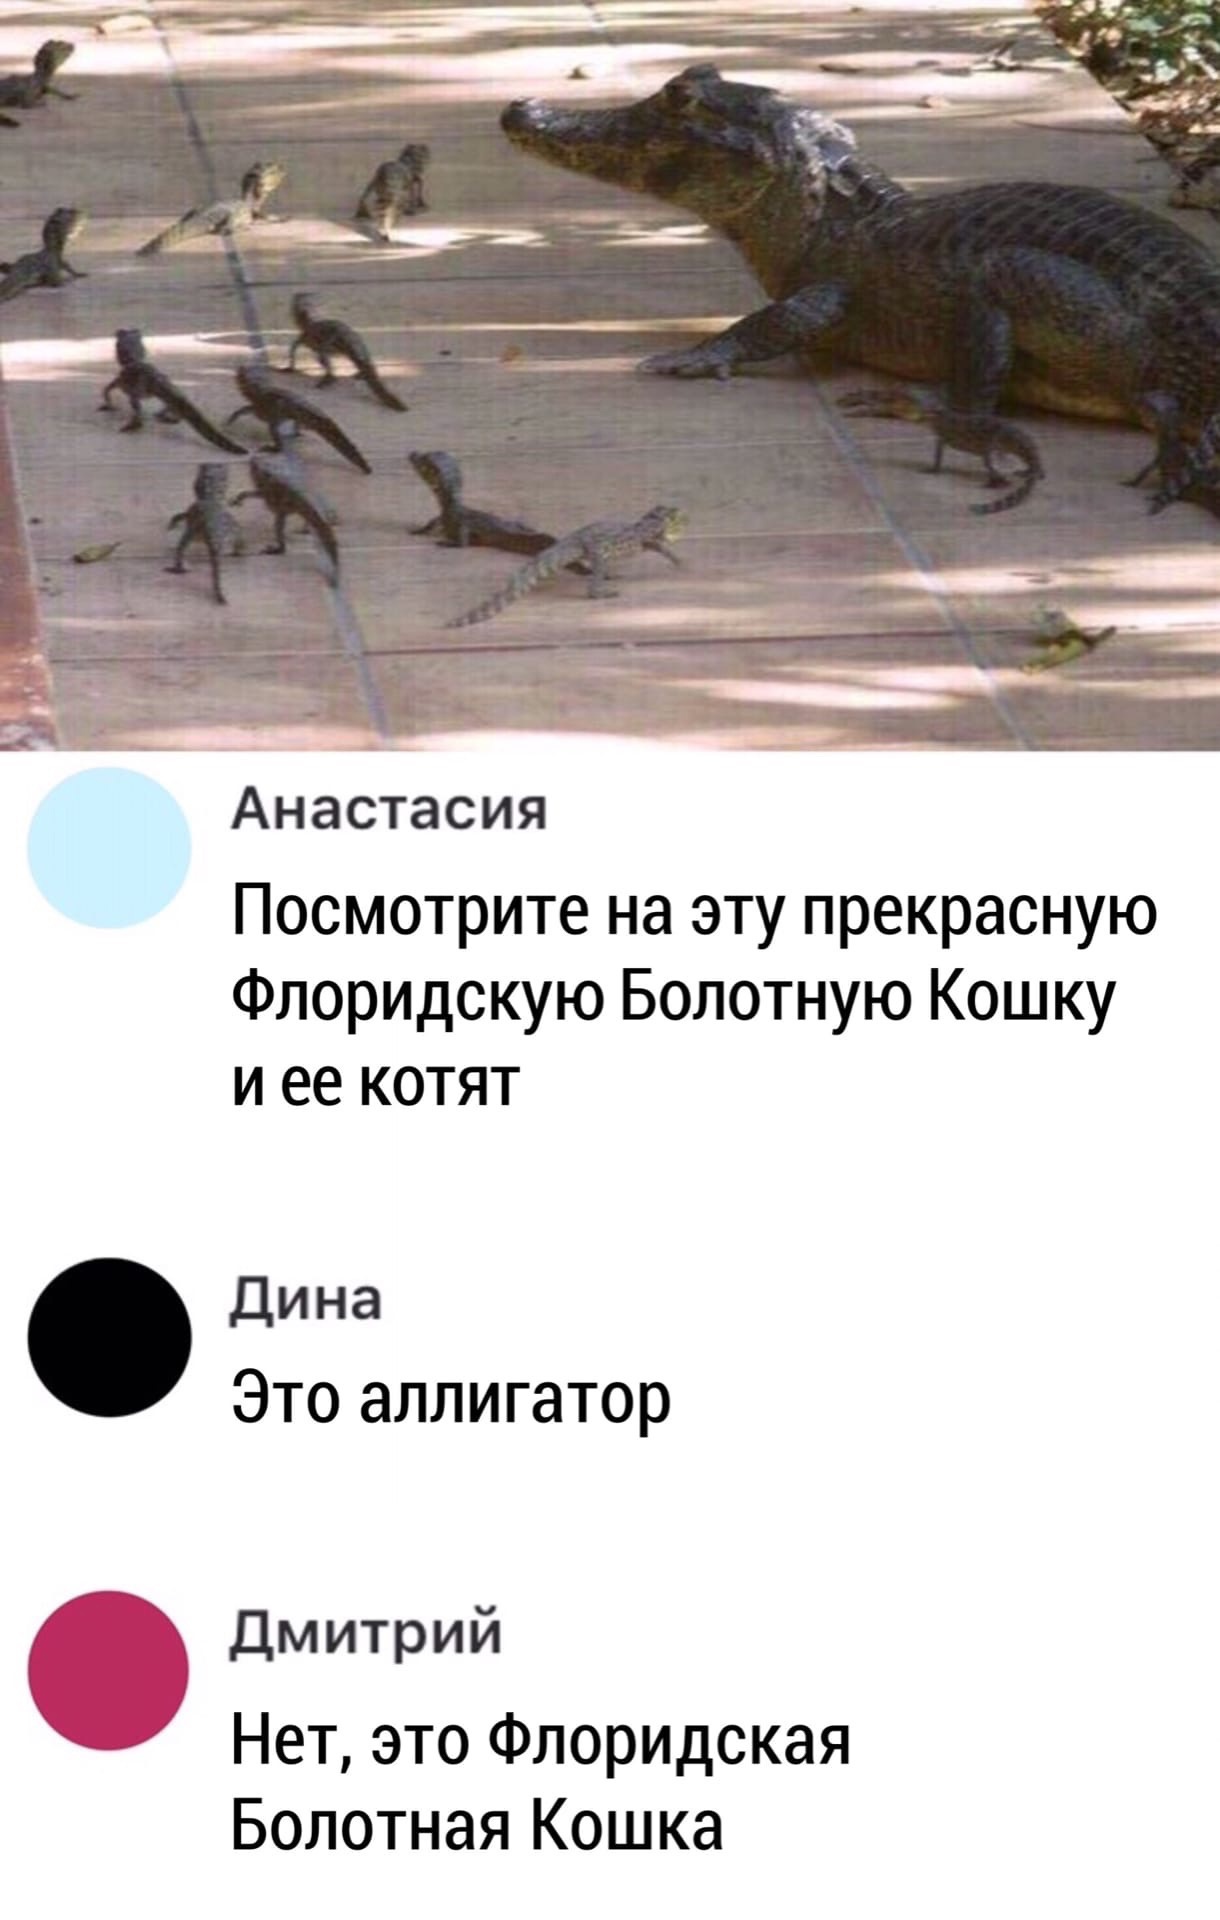 Анастасия
Посмотрите на эту прекрасную
Флоридскую Болотную Кошку
и ее котят
Дина
Это аллигатор
Дмитрий
Нет, это Флоридская
Болотная Кошка